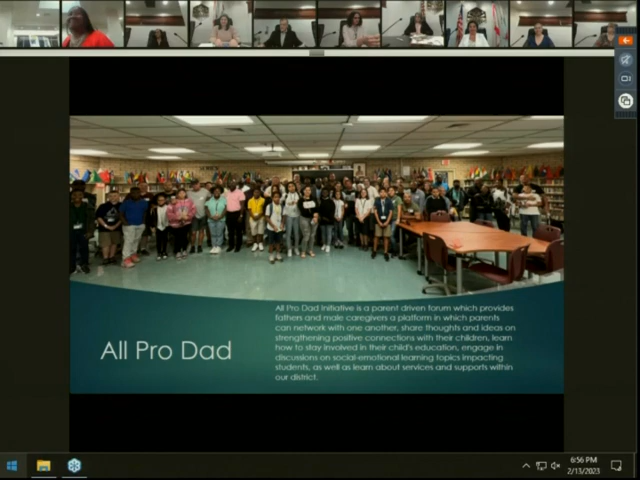 All Pro Dad Initiative is a parent driven forum which provides
fathers and male caregivers a platform in which parents
can network with one another, share thoughts and ideas on
strengthening positive connections with their children, learn
how to stay involved in their child's education, engage in
discussions on social-emotional learning topics impacting
students, as well as learn about services and supports within
our district.
All Pro Dad
6:56 PM
2/13/2023